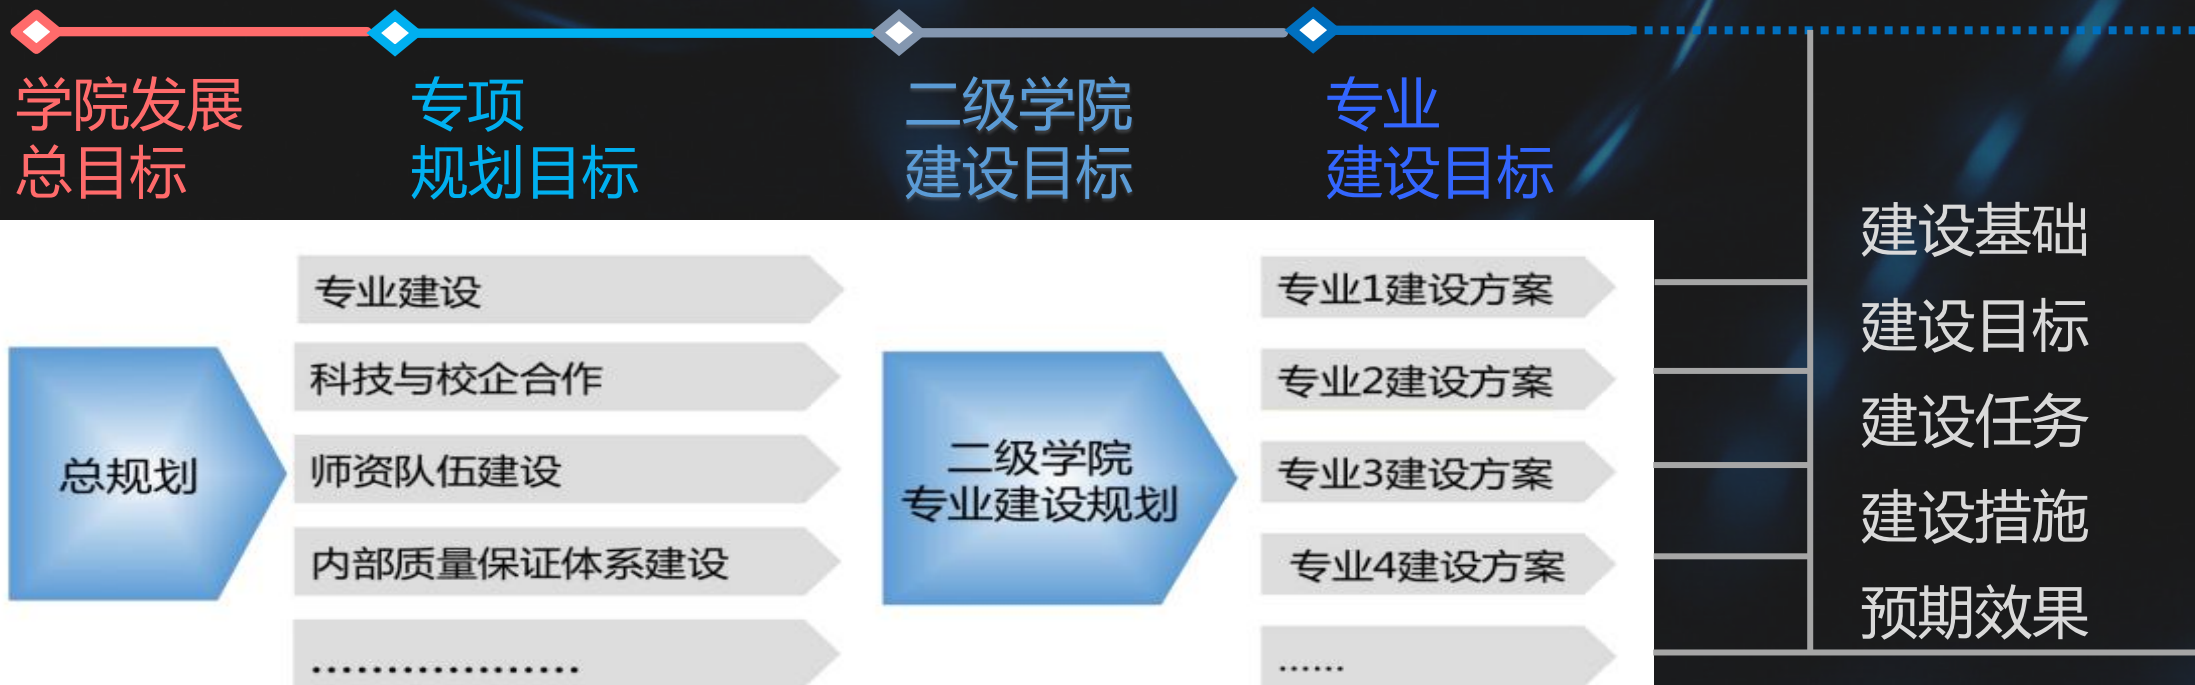 学院发展
总目标
专项
规划目标
二级学院
建设目标
专业
建设目标
总规划
专业建设
科技与校企合作
师资队伍建设
内部质量保证体系建设
..................
二级学院
专业建设规划
专业1建设方案
专业2建设方案
专业3建设方案
专业4建设方案
......
建设基础
建设目标
建设任务
建设措施
预期效果